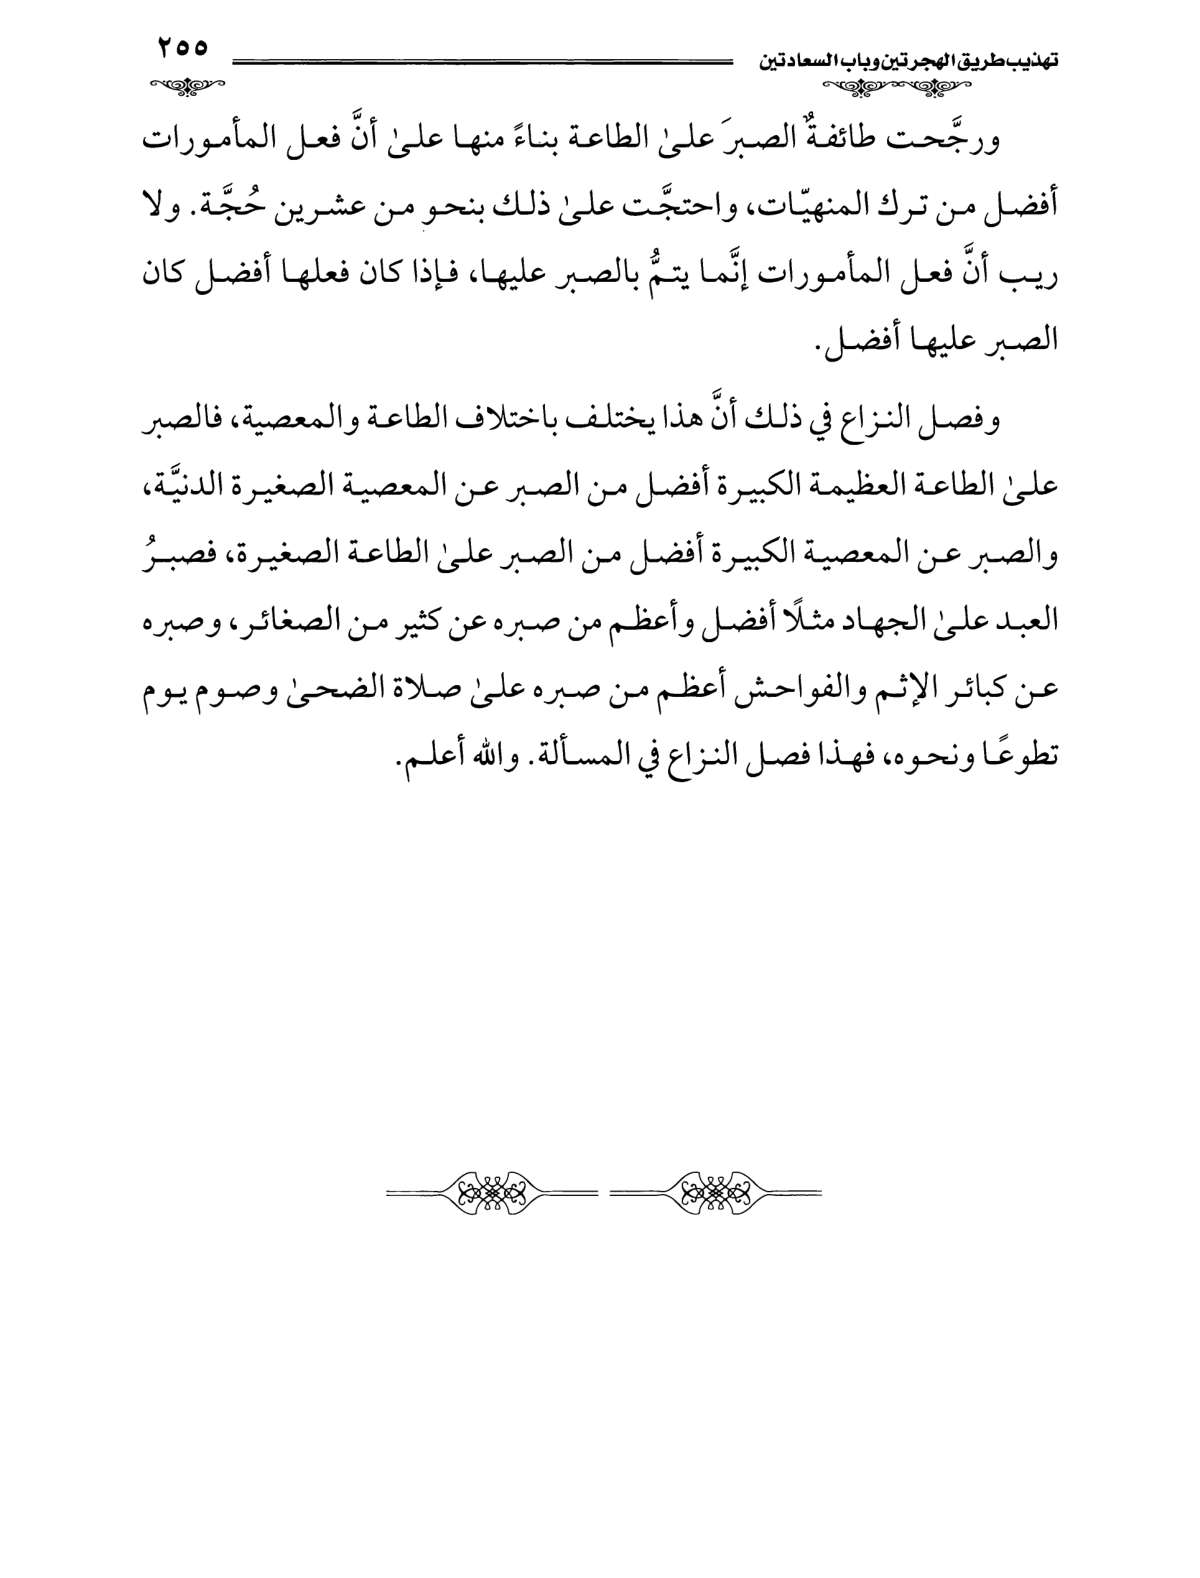 تهذيب طريق الهجرتين وباب السعادتين
٢٥٥
ورجَّحت طائفةٌ الصبرَ علىٰ الطاعة بناءً منها علىٰ أنَّ فعل المأمورات
أفضل من ترك المنهيّات، واحتجَّت علىٰ ذلك بنحو من عشرين حُجَّة. ولا
ريب أنَّ فعل المأمورات إنَّما يتمُّ بالصبر عليها، فإذا كان فعلها أفضل كان
الصبر عليها أفضل.
وفصل النزاع في ذلك أنَّ هذا يختلف باختلاف الطاعة والمعصية، فالصبر
علىٰ الطاعة العظيمة الكبيرة أفضل من الصبر عن المعصية الصغيرة الدنيَّة،
والصبر عن المعصية الكبيرة أفضل من الصبر علىٰ الطاعة الصغيرة، فصبرُ
العبد علىٰ الجهاد مثلًا أفضل وأعظم من صبره عن كثير من الصغائر، وصبره
عن كبائر الإثم والفواحش أعظم من صبره علىٰ صلاة الضحىٰ وصوم يوم
تطوعًا ونحوه، فهذا فصل النزاع في المسألة. والله أعلم.